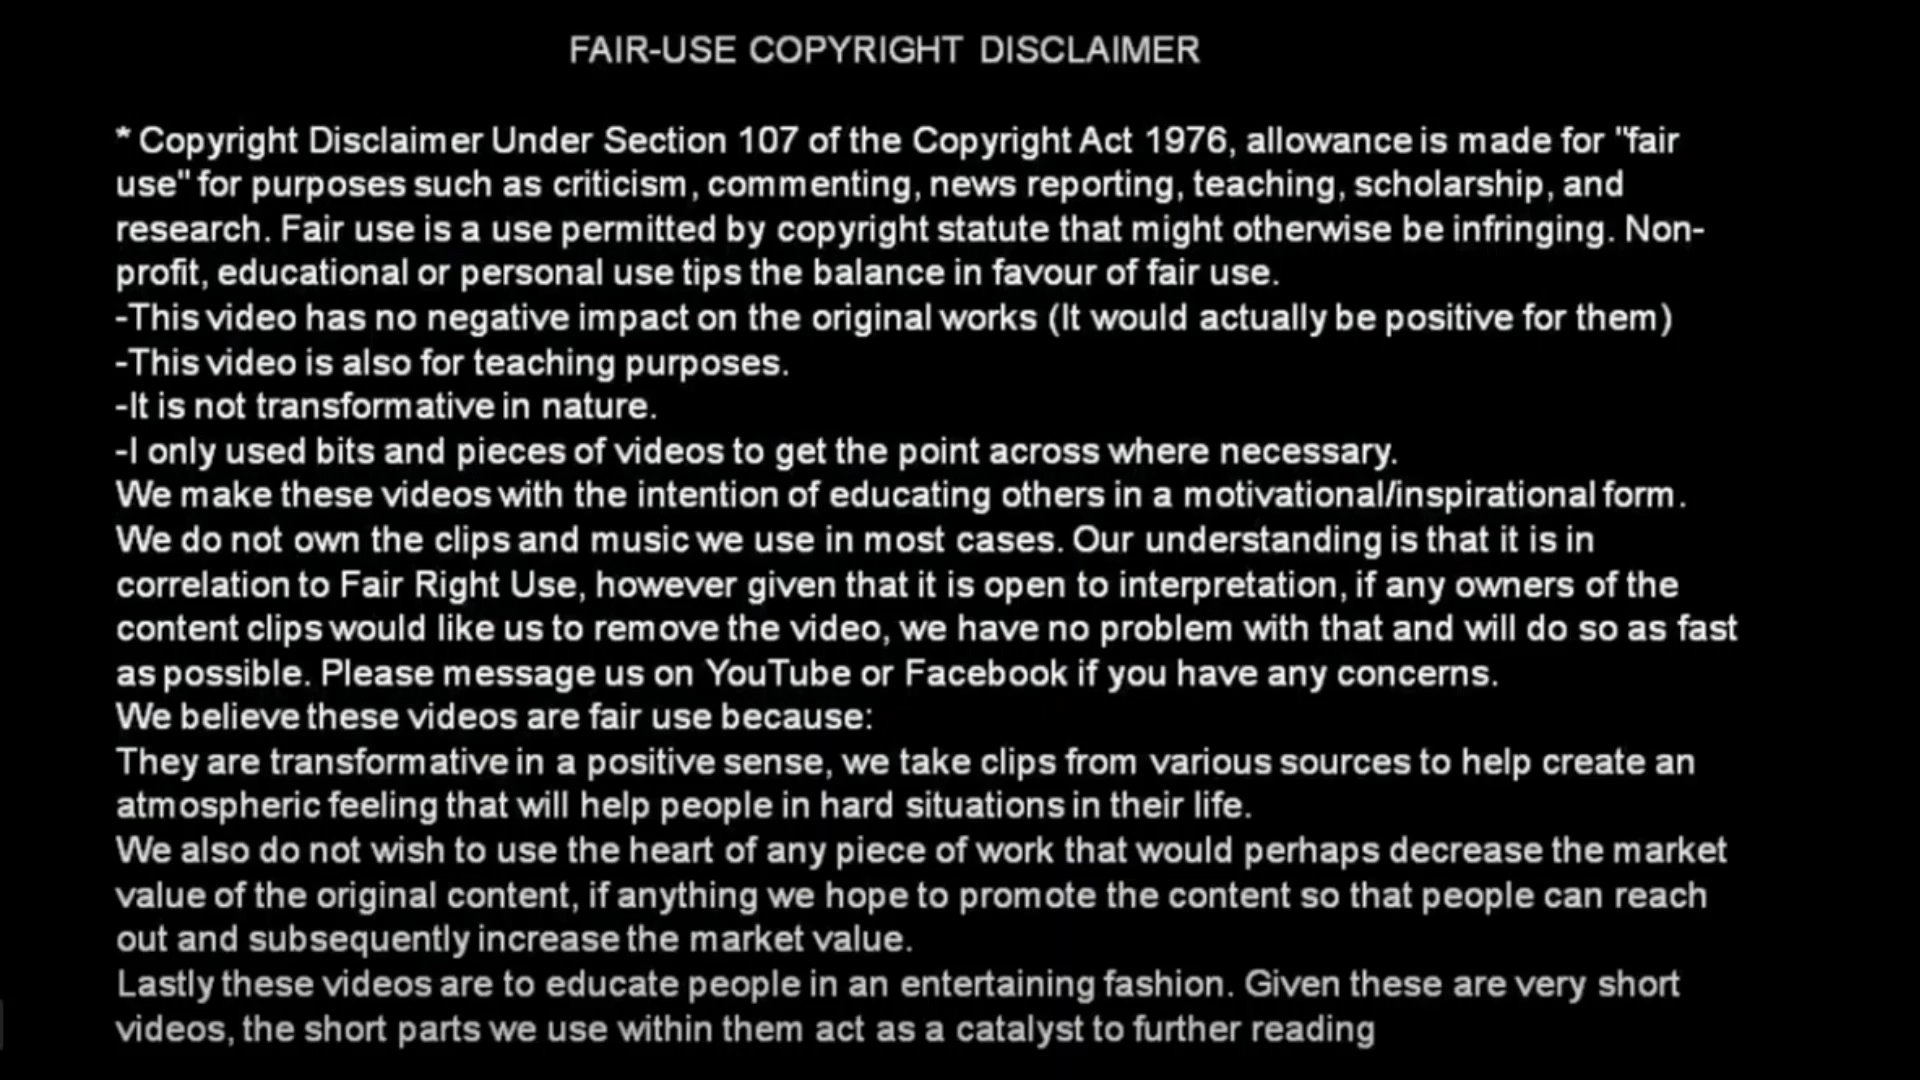 FAIR-USE COPYRIGHT DISCLAIMER
* Copyright Disclaimer Under Section 107 of the Copyright Act 1976, allowance is made for "fair
use" for purposes such as criticism, commenting, news reporting, teaching, scholarship, and
research. Fair use is a use permitted by copyright statute that might otherwise be infringing. Non-
profit, educational or personal use tips the balance in favour of fair use.
-This video has no negative impact on the original works (It would actually be positive for them)
-This video is also for teaching purposes.
-It is not transformative in nature.
-I only used bits and pieces of videos to get the point across where necessary.
We make these videos with the intention of educating others in a motivational/inspirational form.
We do not own the clips and music we use in most cases. Our understanding is that it is in
correlation to Fair Right Use, however given that it is open to interpretation, if any owners of the
content clips would like us to remove the video, we have no problem with that and will do so as fast
as possible. Please message us on YouTube or Facebook if you have any concerns.
We believe these videos are fair use because:
They are transformative in a positive sense, we take clips from various sources to help create an
atmospheric feeling that will help people in hard situations in their life.
We also do not wish to use the heart of any piece of work that would perhaps decrease the market
value of the original content, if anything we hope to promote the content so that people can reach
out and subsequently increase the market value.
Lastly these videos are to educate people in an entertaining fashion. Given these are very short
videos, the short parts we use within them act as a catalyst to further reading